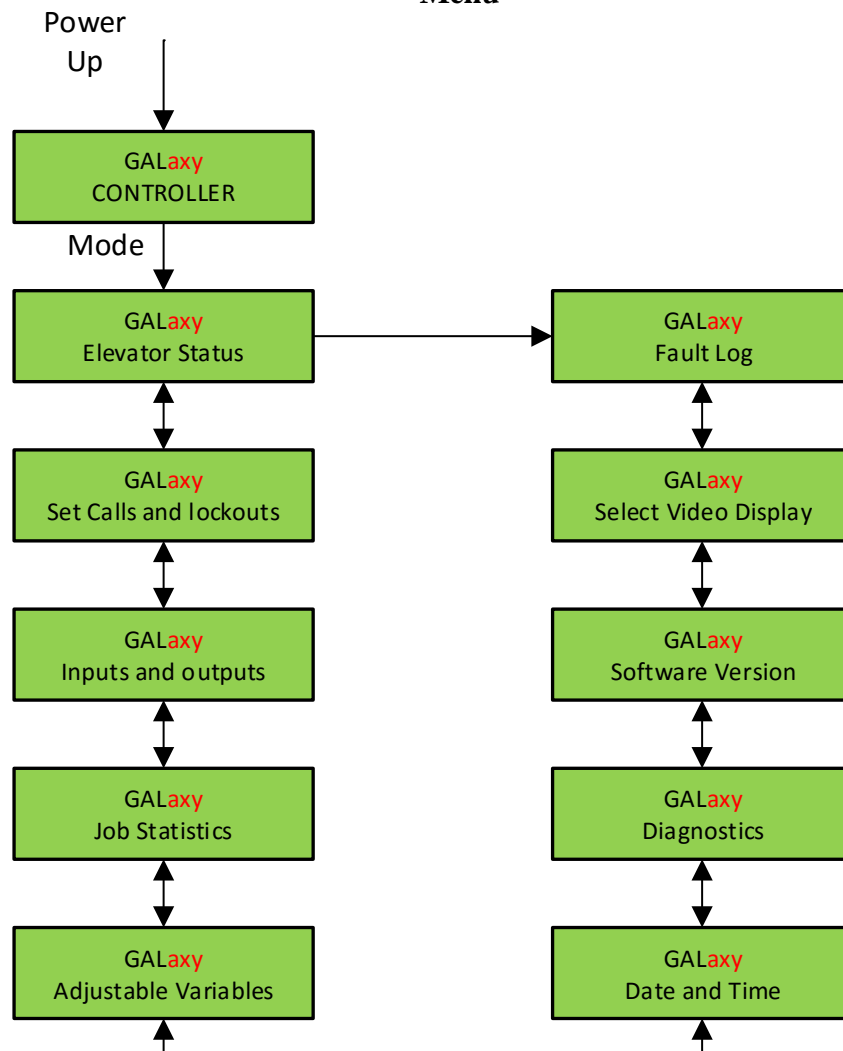 Menu
Power
Up
GALaxy
CONTROLLER
Mode
GALaxy
Elevator Status
GALaxy
Set Calls and lockouts
GALaxy
Inputs and outputs
GALaxy
Job Statistics
GALaxy
Adjustable Variables
GALaxy
Fault Log
GALaxy
Select Video Display
GALaxy
Software Version
GALaxy
Diagnostics
GALaxy
Date and Time